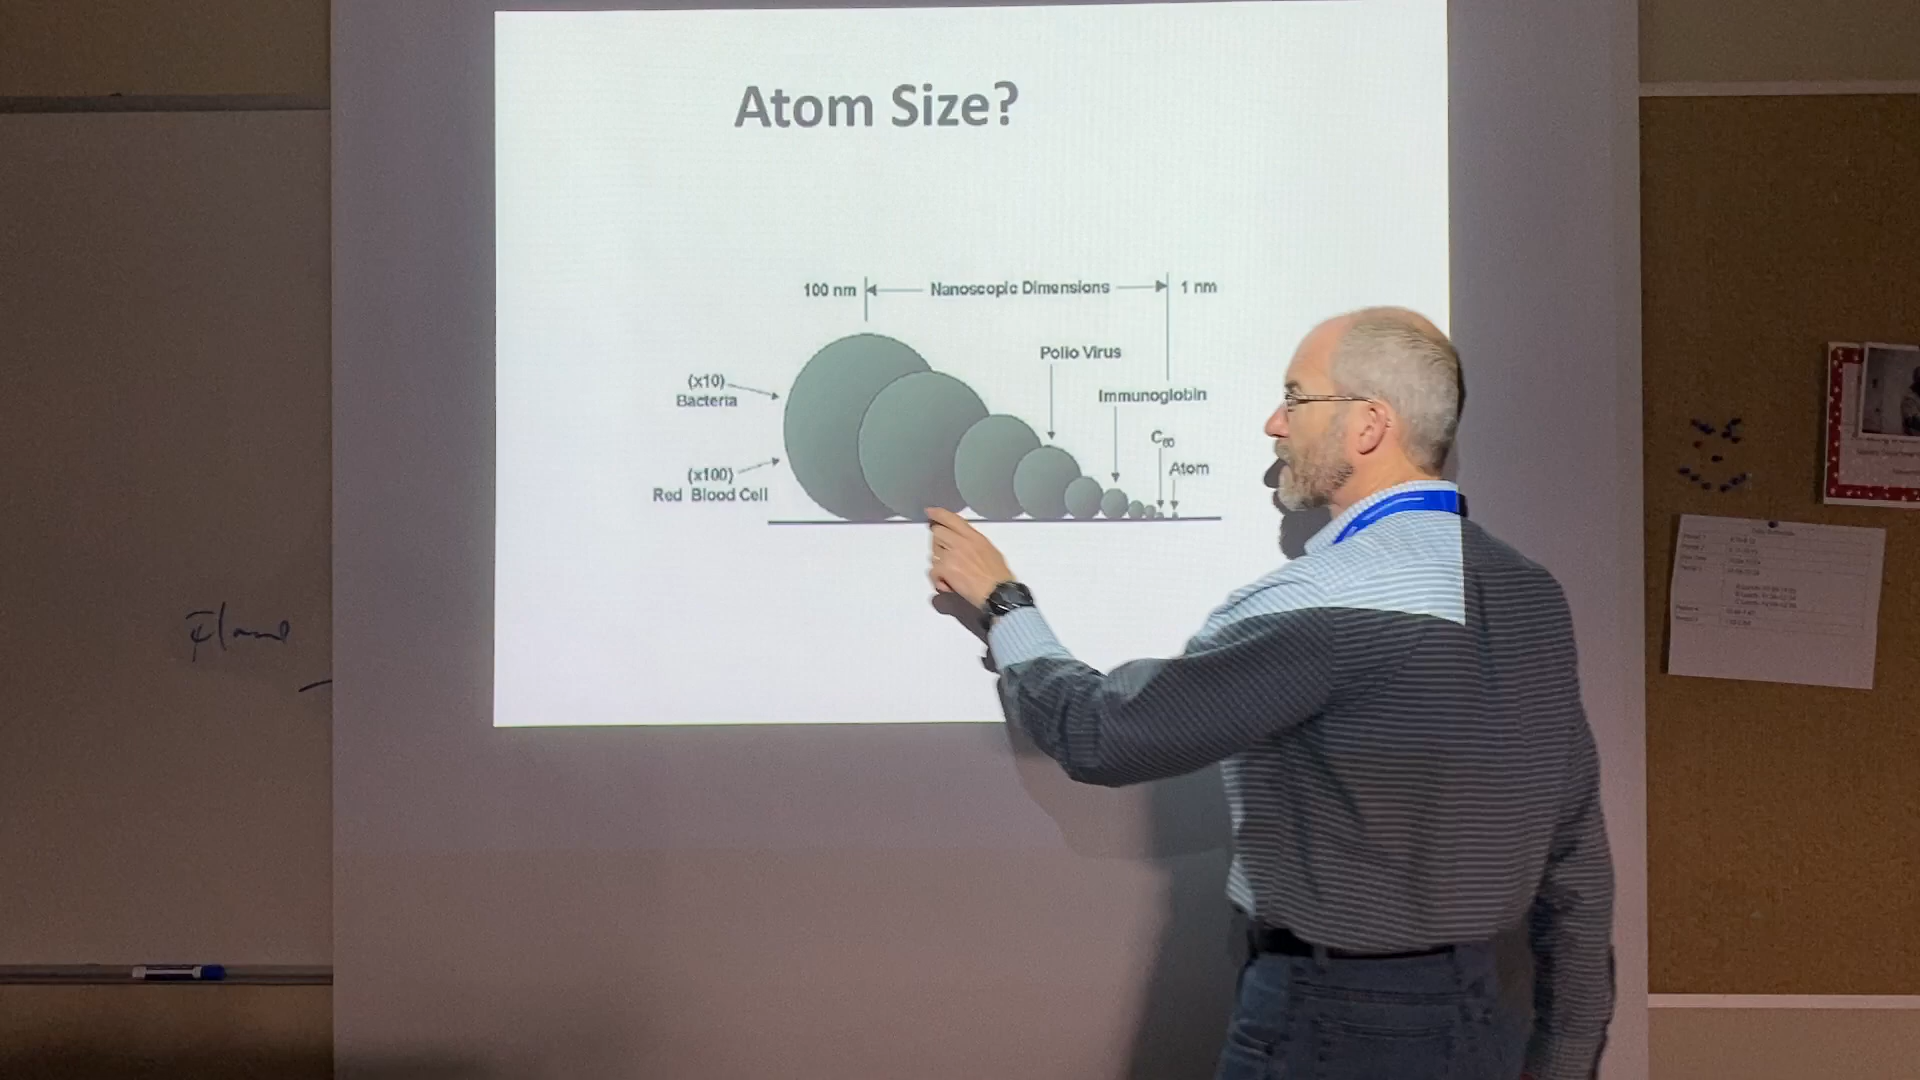 Atom Size?
100 nm
Nanoscopic Dimensions
1 nm
Polio Virus
(x10)
Bacteria
Immunoglobin
C60
Atom
(x100)
Red Blood Cell